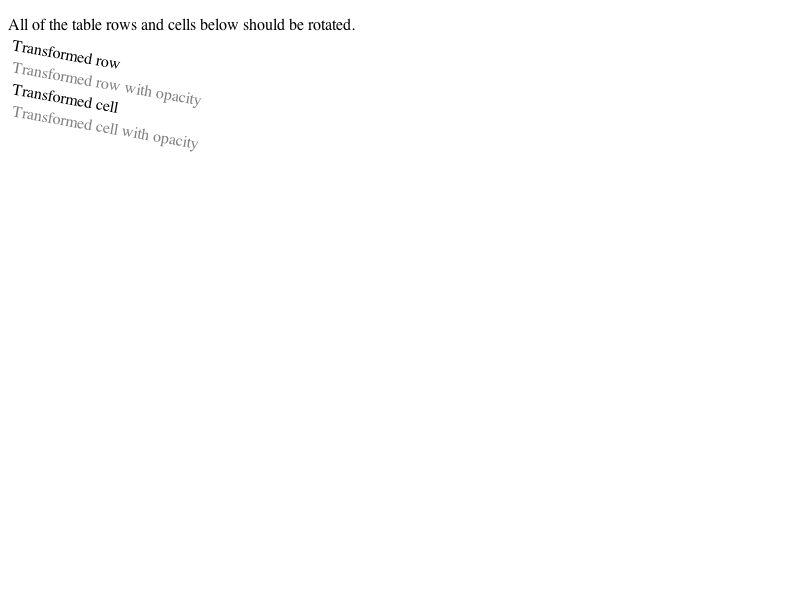 All of the table rows and cells below should be rotated.
Transformed row
Transformed row with opacity
Transformed cell
Transformed cell with opacity